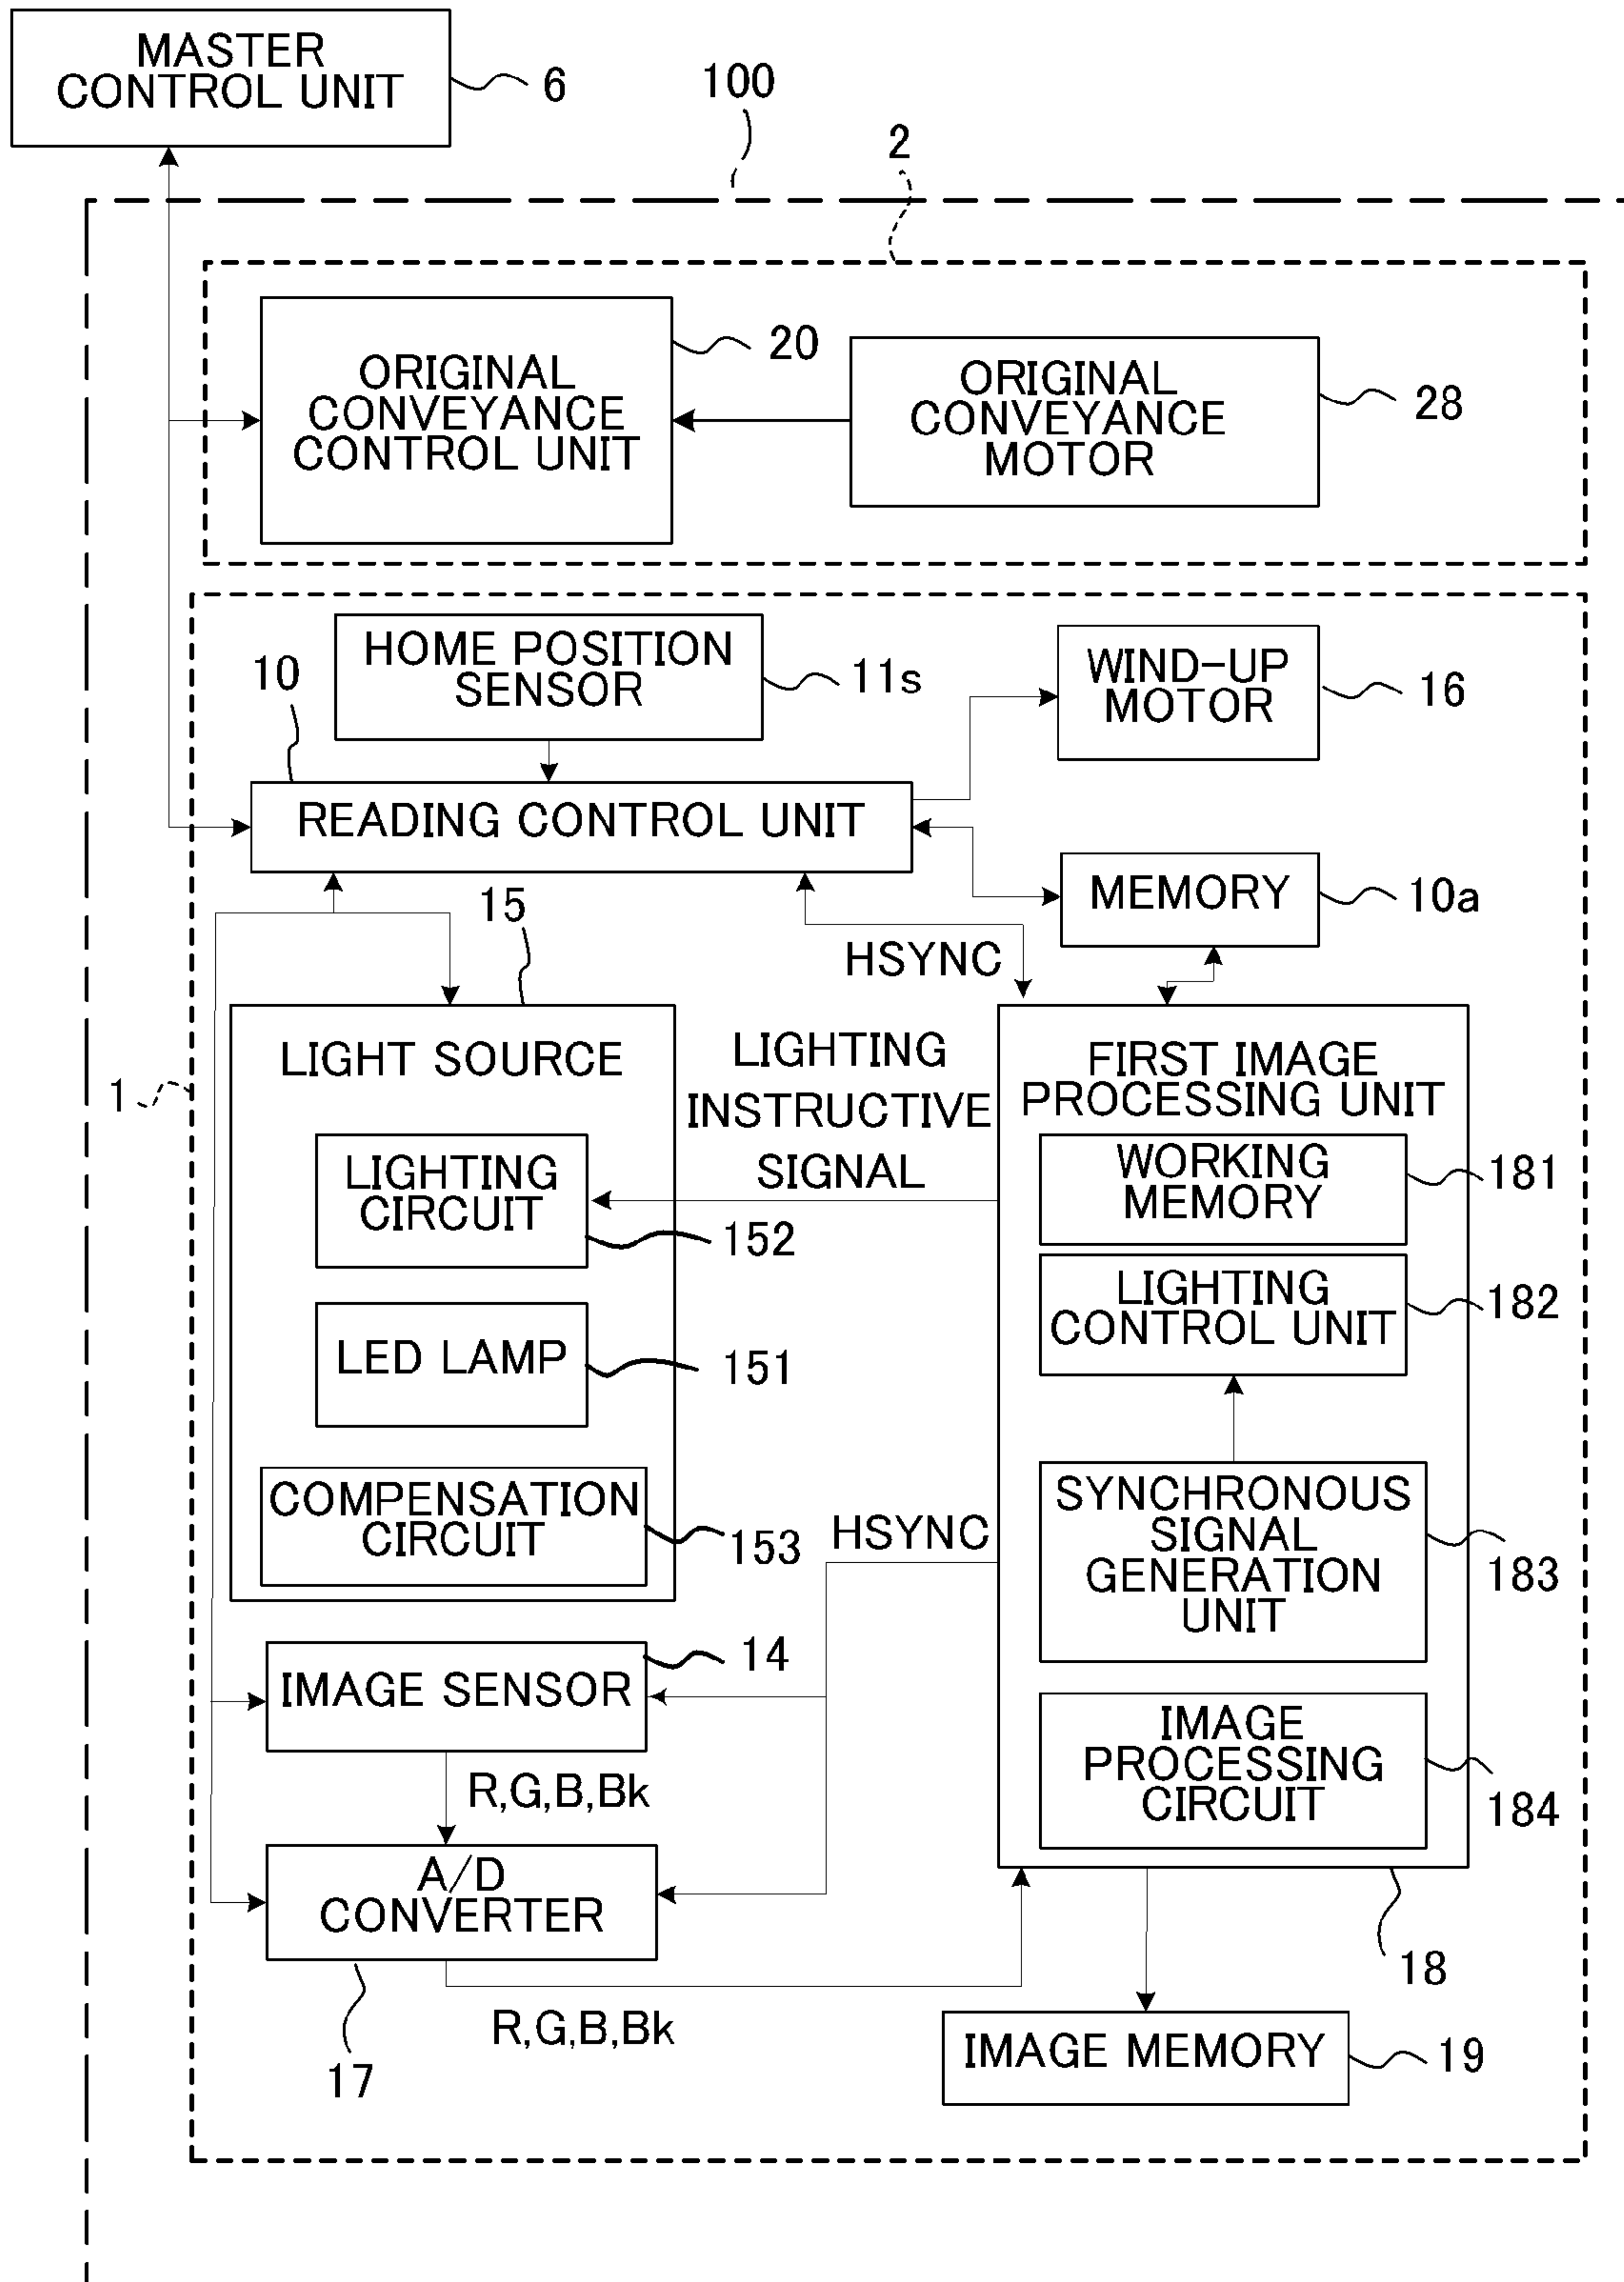 MASTER
CONTROL UNIT
6
100
2
ORIGINAL
CONVEYANCE
CONTROL UNIT
20
ORIGINAL
CONVEYANCE
MOTOR
28
HOME POSITION
SENSOR
11s
10
WIND-UP
MOTOR
16
READING CONTROL UNIT
MEMORY
10a
15
HSYNC
1
LIGHT SOURCE
LIGHTING
INSTRUCTIVE
SIGNAL
FIRST IMAGE
PROCESSING UNIT
LIGHTING
CIRCUIT
152
WORKING
MEMORY
181
LIGHTING
CONTROL UNIT
182
LED LAMP
151
COMPENSATION
CIRCUIT
153
HSYNC
SYNCHRONOUS
SIGNAL
GENERATION
UNIT
183
IMAGE SENSOR
14
IMAGE
PROCESSING
CIRCUIT
184
R,G,B,Bk
A/D
CONVERTER
17
R,G,B,Bk
18
IMAGE MEMORY
19